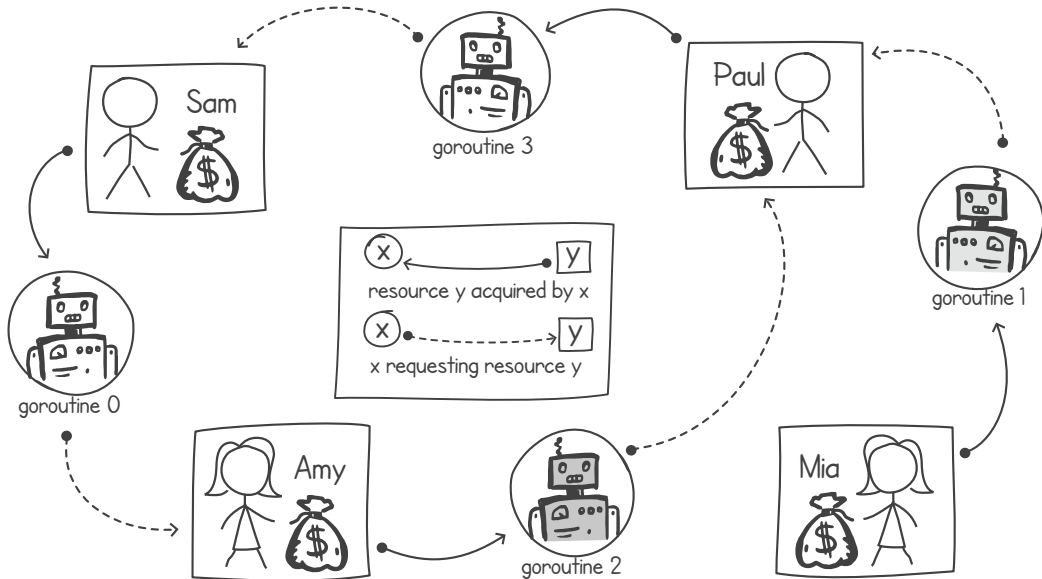 Sam
$
goroutine 3
Paul
$
goroutine 1
x
y
resource y acquired by x
x
y
x requesting resource y
goroutine 0
Amy
$
goroutine 2
Mia
$